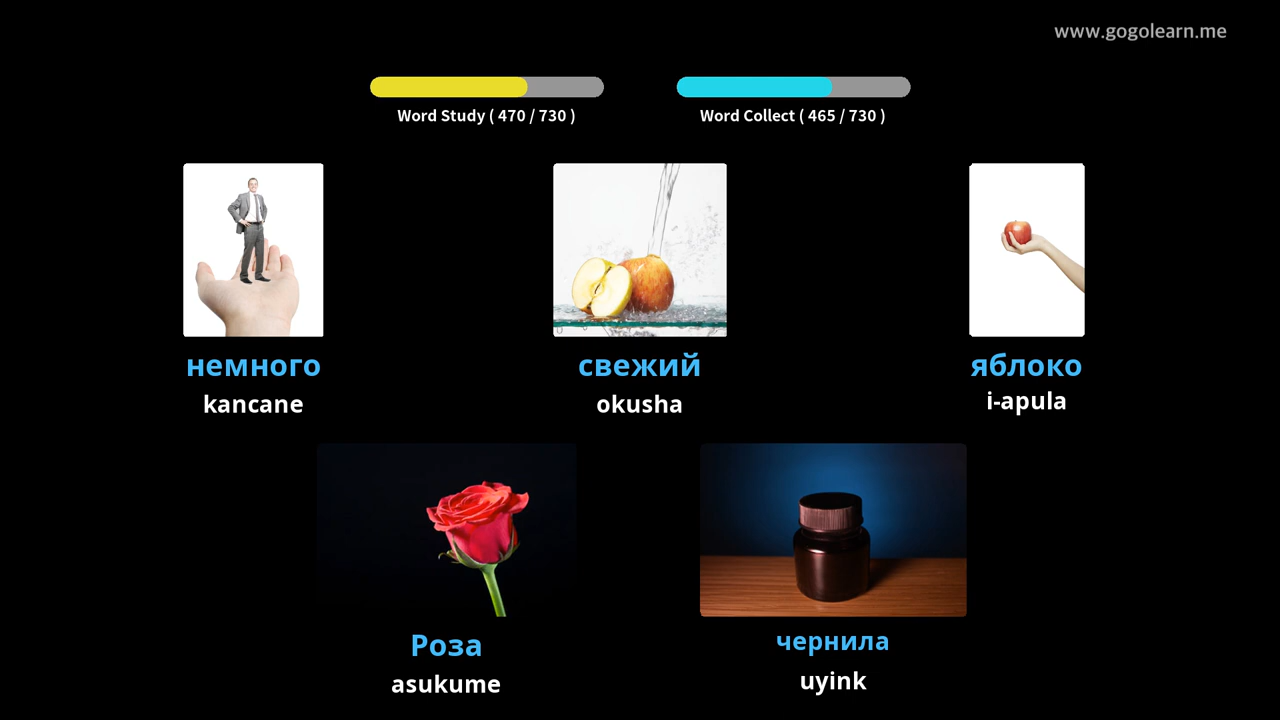 www.gogolearn.me
Word Study ( 470 / 730 )
Word Collect ( 465 / 730 )
немного
kancane
свежий
okusha
яблоко
i-apula
Роза
asukume
чернила
uyink